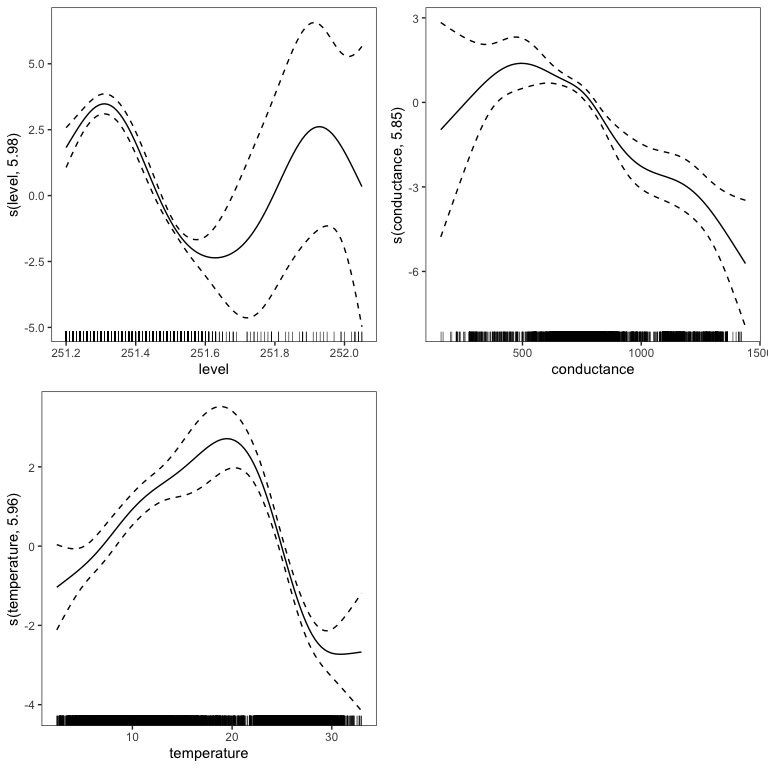 s(level, 5.98)
5.0
2.5
0.0
-2.5
-5.0
251.2 251.4 251.6 251.8 252.0
level
s(conductance, 5.85)
3
0
-3
-6
500 1000 1500
conductance
s(temperature, 5.96)
2
0
-2
-4
10 20 30
temperature